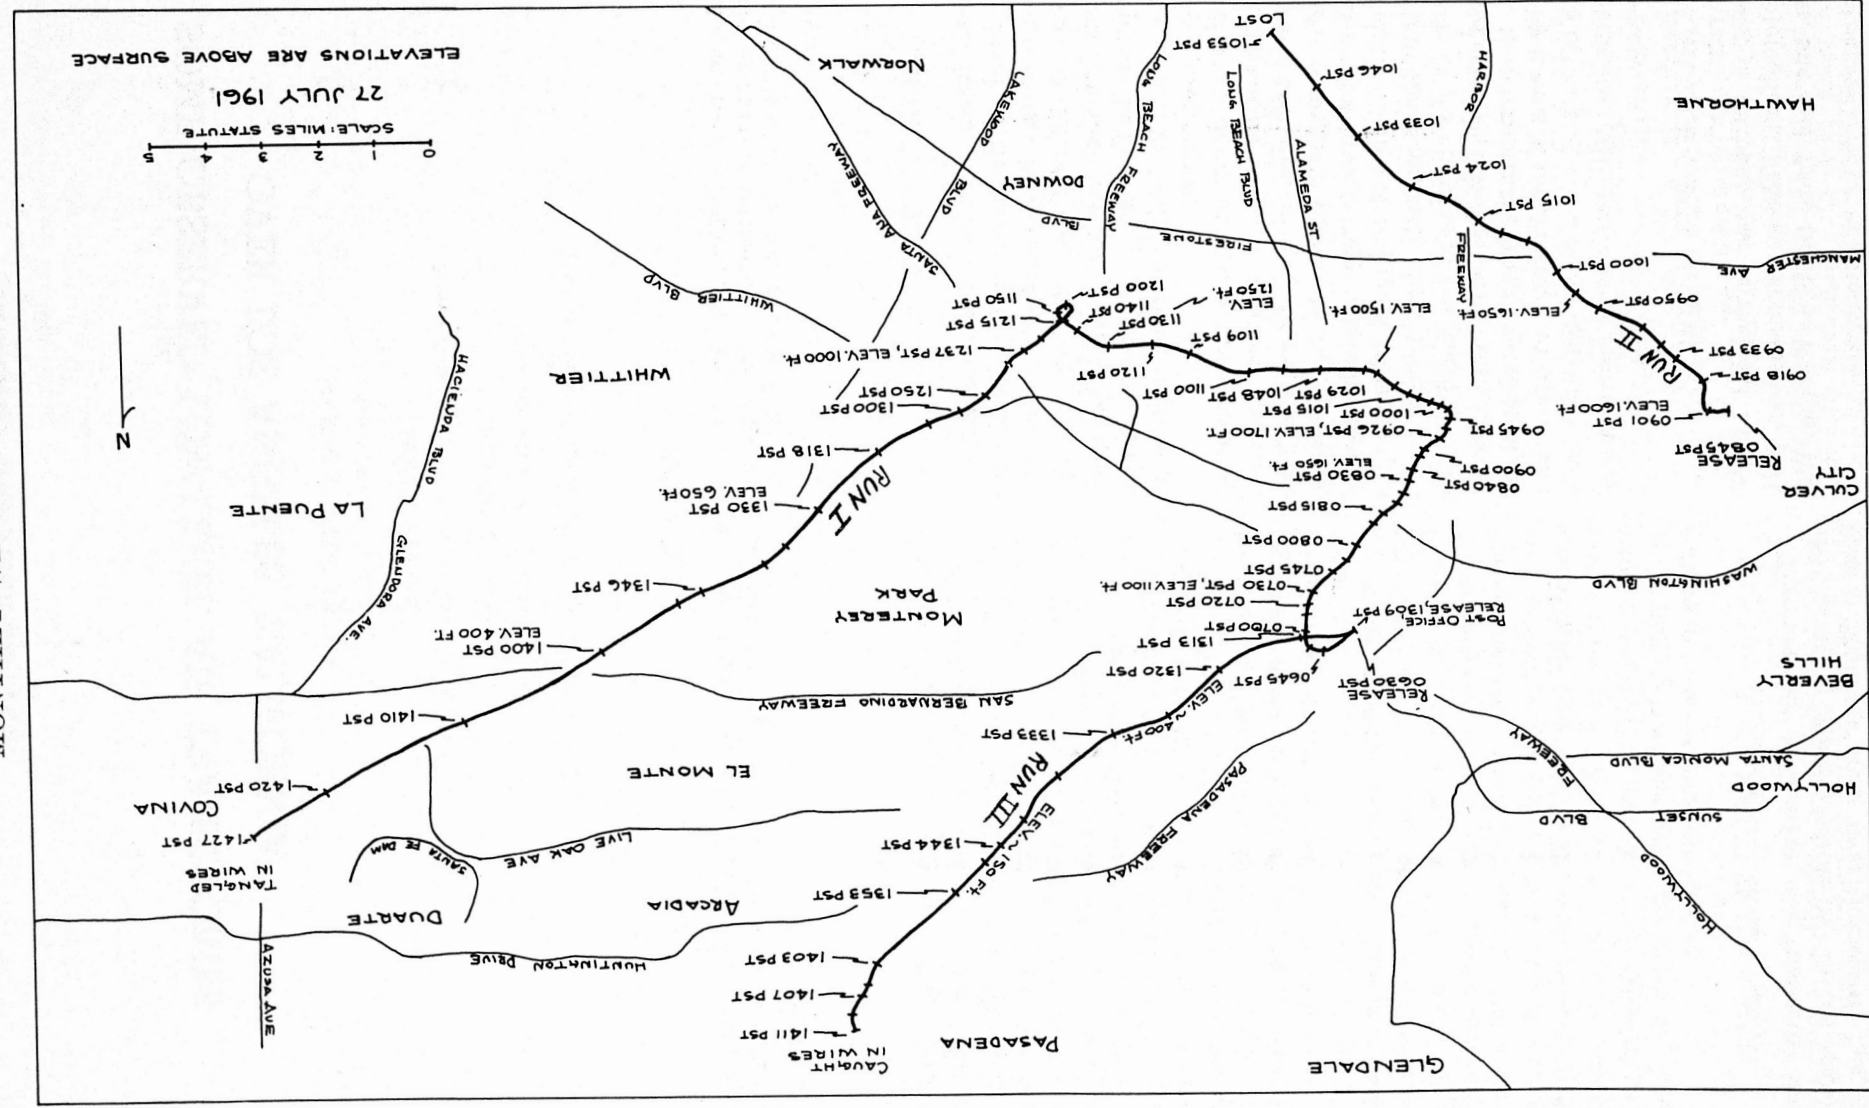 GLENDALE
PASADENA
CAUGHT
IN WIRES
1411 PST
1407 PST
1403 PST
HUNTINGTON DRIVE
AZUSA AVE
HOLLYWOOD
FREEWAY
DUARTE
ARCADIA
1353 PST
PASADENA FREEWAY
TANGLED
IN WIRES
1427 PST
SANTA FE DAM
LIVE OAK AVE
1344 PST
ELEV. ~ 150 Ft.
SUNSET
BLVD
HOLLYWOOD
SANTA MONICA BLVD
COVINA
1420 PST
EL MONTE
RUN III
1333 PST
1410 PST
SAN BERNARDINO FREEWAY
ELEV. ~ 400 Ft.
RELEASE
0630 PST
0645 PST
BEVERLY
HILLS
1320 PST
1313 PST
0700 PST
POST OFFICE,
RELEASE, 1309 PST
1400 PST
ELEV. 400 FT.
GLENDORA AVE.
HACIENDA BLVD
MONTEREY
PARK
0720 PST
0730 PST, ELEV. 1100 Ft.
0745 PST
WASHINGTON BLVD
1346 PST
0800 PST
0815 PST
CULVER
CITY
LA PUENTE
1330 PST
ELEV. 650 Ft.
RUN I
0830 PST
ELEV. 1650 Ft.
0840 PST
0900 PST
RELEASE
0845 PST
1318 PST
0926 PST, ELEV. 1700 FT.
0945 PST
0901 PST
ELEV. 1600 Ft.
N
1300 PST
1250 PST
1000 PST
1015 PST
1029 PST
1048 PST
1100 PST
1120 PST
0918 PST
0933 PST
RUN II
WHITTIER
1237 PST, ELEV. 1000 Ft.
1109 PST
1215 PST
1150 PST
1130 PST
1140 PST
1200 PST
ELEV.
1250 Ft.
ELEV. 1500 Ft.
ELEV. 1650 Ft.
0950 PST
WHITTIER BLVD
1000 PST
MANCHESTER AVE
FIRESTONE
BLVD
SANTA ANA FREEWAY
SANTA ANA
LAKEWOOD
BLVD
LONG BEACH FREEWAY
LONG BEACH BLVD
ALAMEDA ST
HARBOR
FREEWAY
DOWNEY
1015 PST
1024 PST
1033 PST
HAWTHORNE
NORWALK
1046 PST
1053 PST
LOST
0 1 2 3 4 5
SCALE: MILES STATUTE
27 JULY 1961
ELEVATIONS ARE ABOVE SURFACE